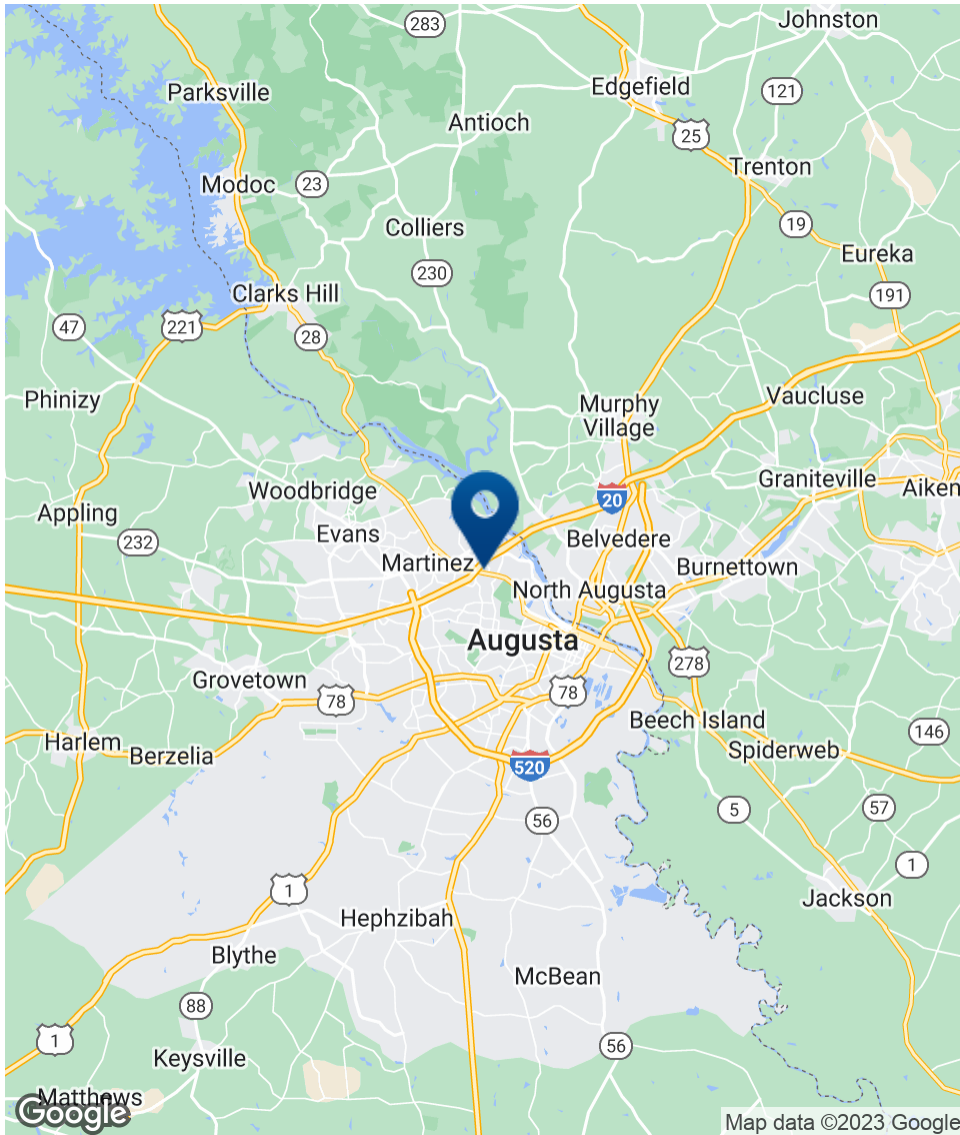 283
Johnston
Parksville
Edgefield
121
Antioch
25
Trenton
Modoc
23
19
Colliers
Eureka
230
Clarks Hill
191
47
221
28
Phinizy
Vaucluse
Murphy
Village
Graniteville
Woodbridge
Aiken
20
Appling
Evans
232
Belvedere
Martinez
Burnettown
North Augusta
Augusta
278
Grovetown
78
78
Beech Island
146
Harlem
Spiderweb
Berzelia
520
57
5
56
1
1
Jackson
Hephzibah
Blythe
McBean
88
1
56
Keysville
Matthews
Google
Map data ©2023 Google